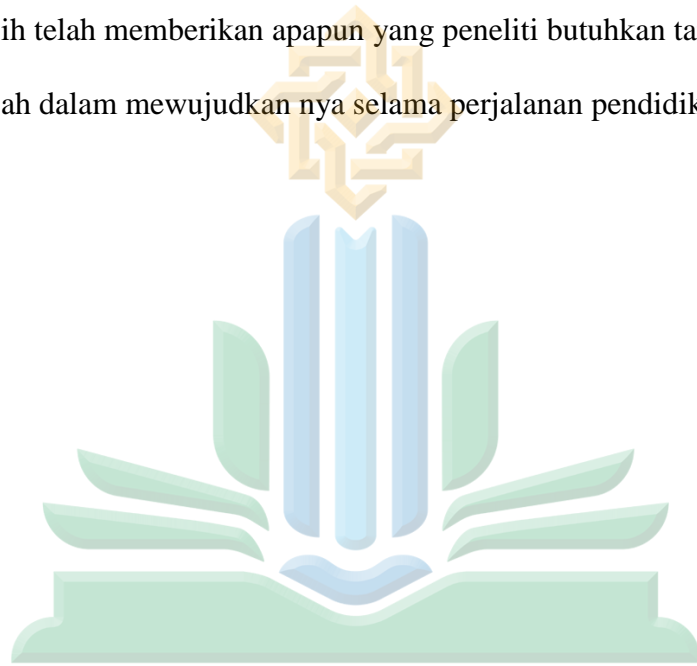 ih telah memberikan apapun yang peneliti butuhkan ta
ah dalam mewujudkan nya selama perjalanan pendidik